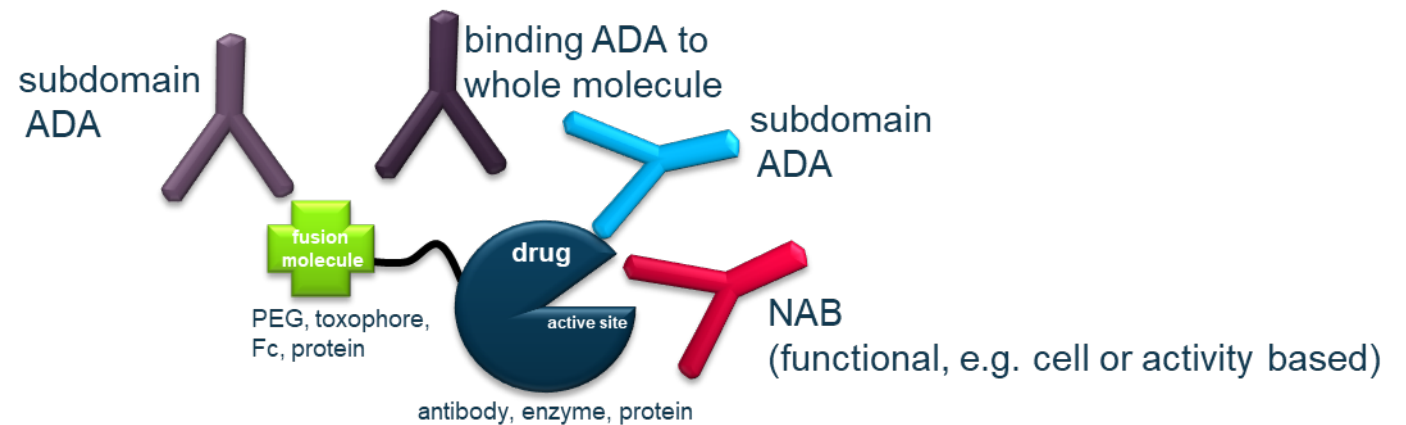 subdomain
ADA
binding ADA to
whole molecule
subdomain
ADA
fusion
molecule
drug
active site
PEG, toxophore,
Fc, protein
NAB
(functional, e.g. cell or activity based)
antibody, enzyme, protein